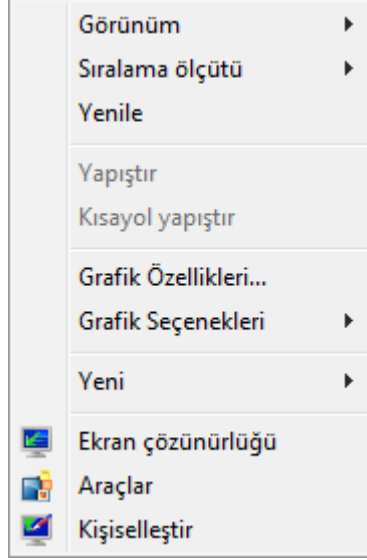 Görünüm
Sıralama ölçütü
Yenile
Yapıştır
Kısayol yapıştır
Grafik Özellikleri...
Grafik Seçenekleri
Yeni
Ekran çözünürlüğü
Araçlar
Kişiselleştir